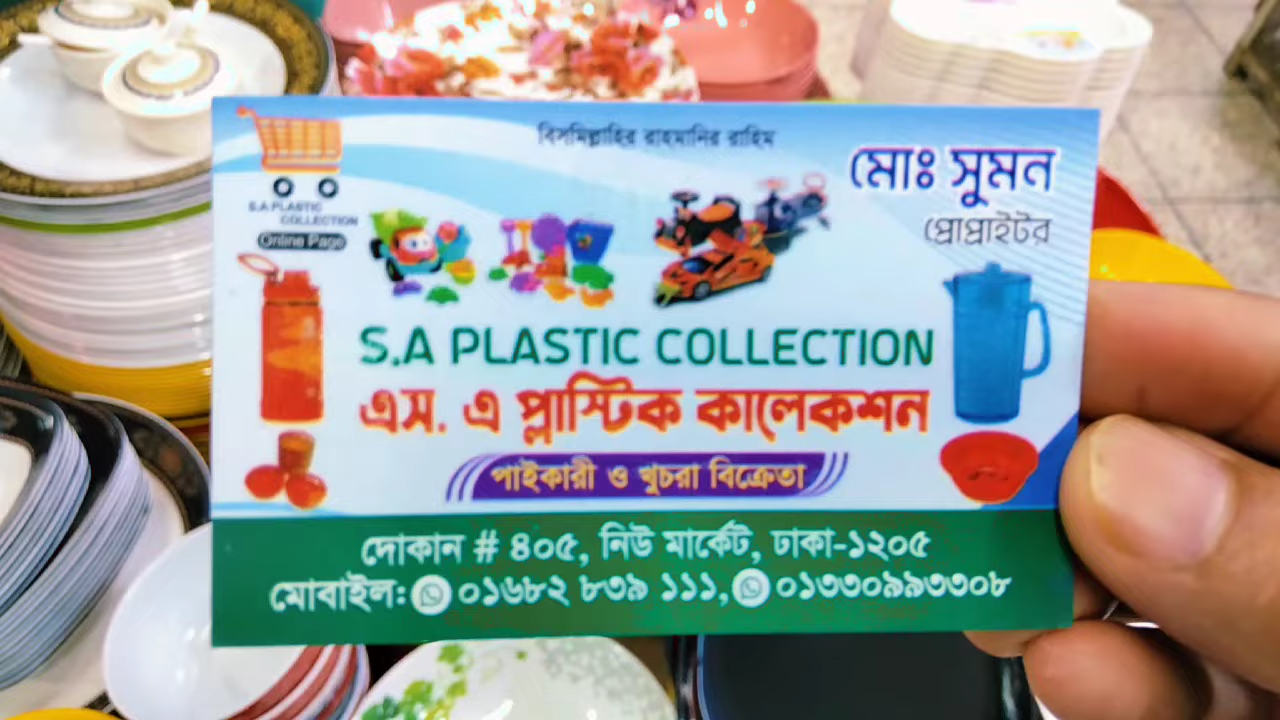 বিসমিল্লাহির রাহমানির রাহিম
মোঃ সুমন
প্রোপ্রাইটর
S.A PLASTIC
COLLECTION
Online Page
S.A PLASTIC COLLECTION
এস. এ প্লাস্টিক কালেকশন
পাইকারী ও খুচরা বিক্রেতা
দোকান # ৪০৫, নিউ মার্কেট, ঢাকা-১২০৫
মোবাইল: ০১৬৮২ ৮৩৯ ১১১, ০১৩৩০৯৯৩৩০৮